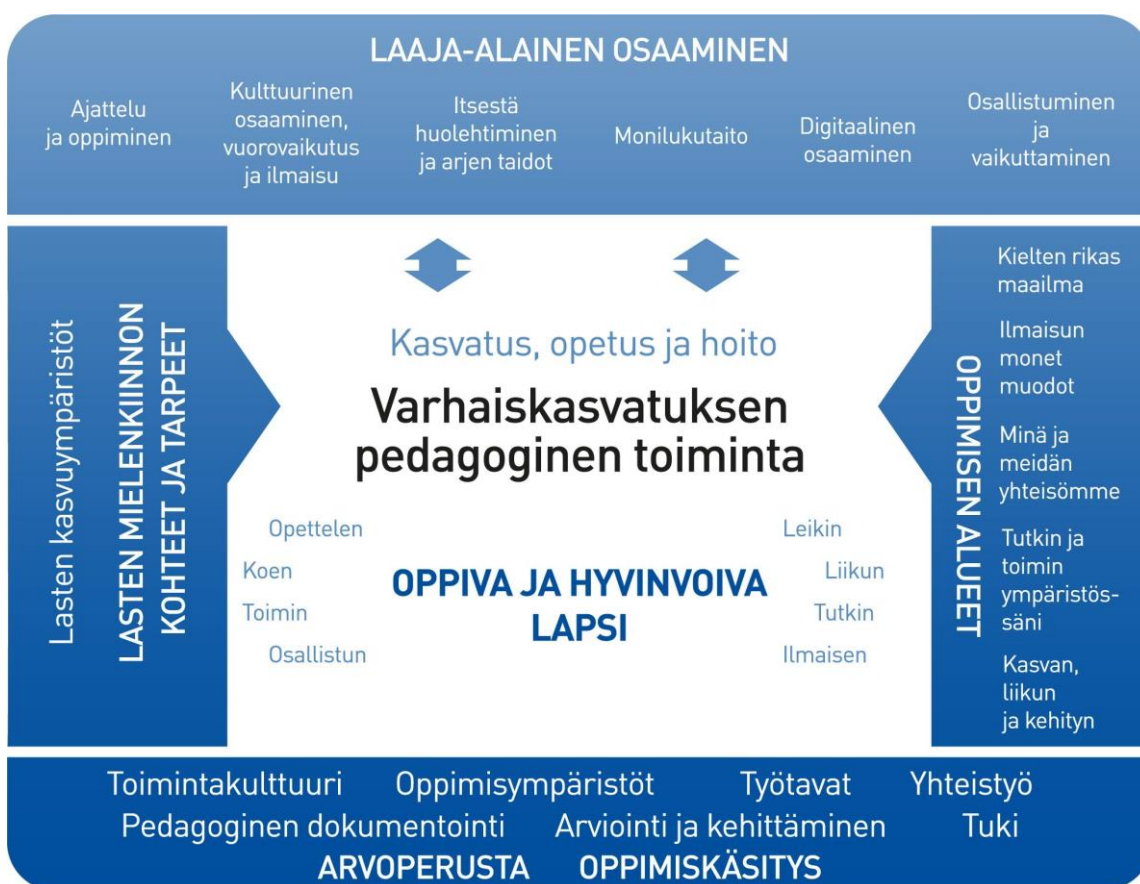 LAAJA-ALAINEN OSAAMINEN
Ajattelu
ja oppiminen
Kulttuurinen
osaaminen,
vuorovaikutus
ja ilmaisu
Itsestä
huolehtiminen
ja arjen taidot
Monilukutaito
Digitaalinen
osaaminen
Osallistuminen
ja
vaikuttaminen
Lasten kasvuympäristöt
LASTEN MIELENKIINNON
KOHTEET JA TARPEET
Kasvatus, opetus ja hoito
Varhaiskasvatuksen
pedagoginen toiminta
Opettelen
Koen
Toimin
Osallistun
OPPIVA JA HYVINVOIVA
LAPSI
Leikin
Liikun
Tutkin
Ilmaisen
OPPIMISEN ALUEET
Kielten rikas
maailma
Ilmaisun
monet
muodot
Minä ja
meidän
yhteisömme
Tutkin ja
toimin
ympäristös-
säni
Kasvan,
liikun
ja kehityn
Toimintakulttuuri Oppimisympäristöt Työtavat Yhteistyö
Pedagoginen dokumentointi Arviointi ja kehittäminen Tuki
ARVOPERUSTA OPPIMISKÄSITYS